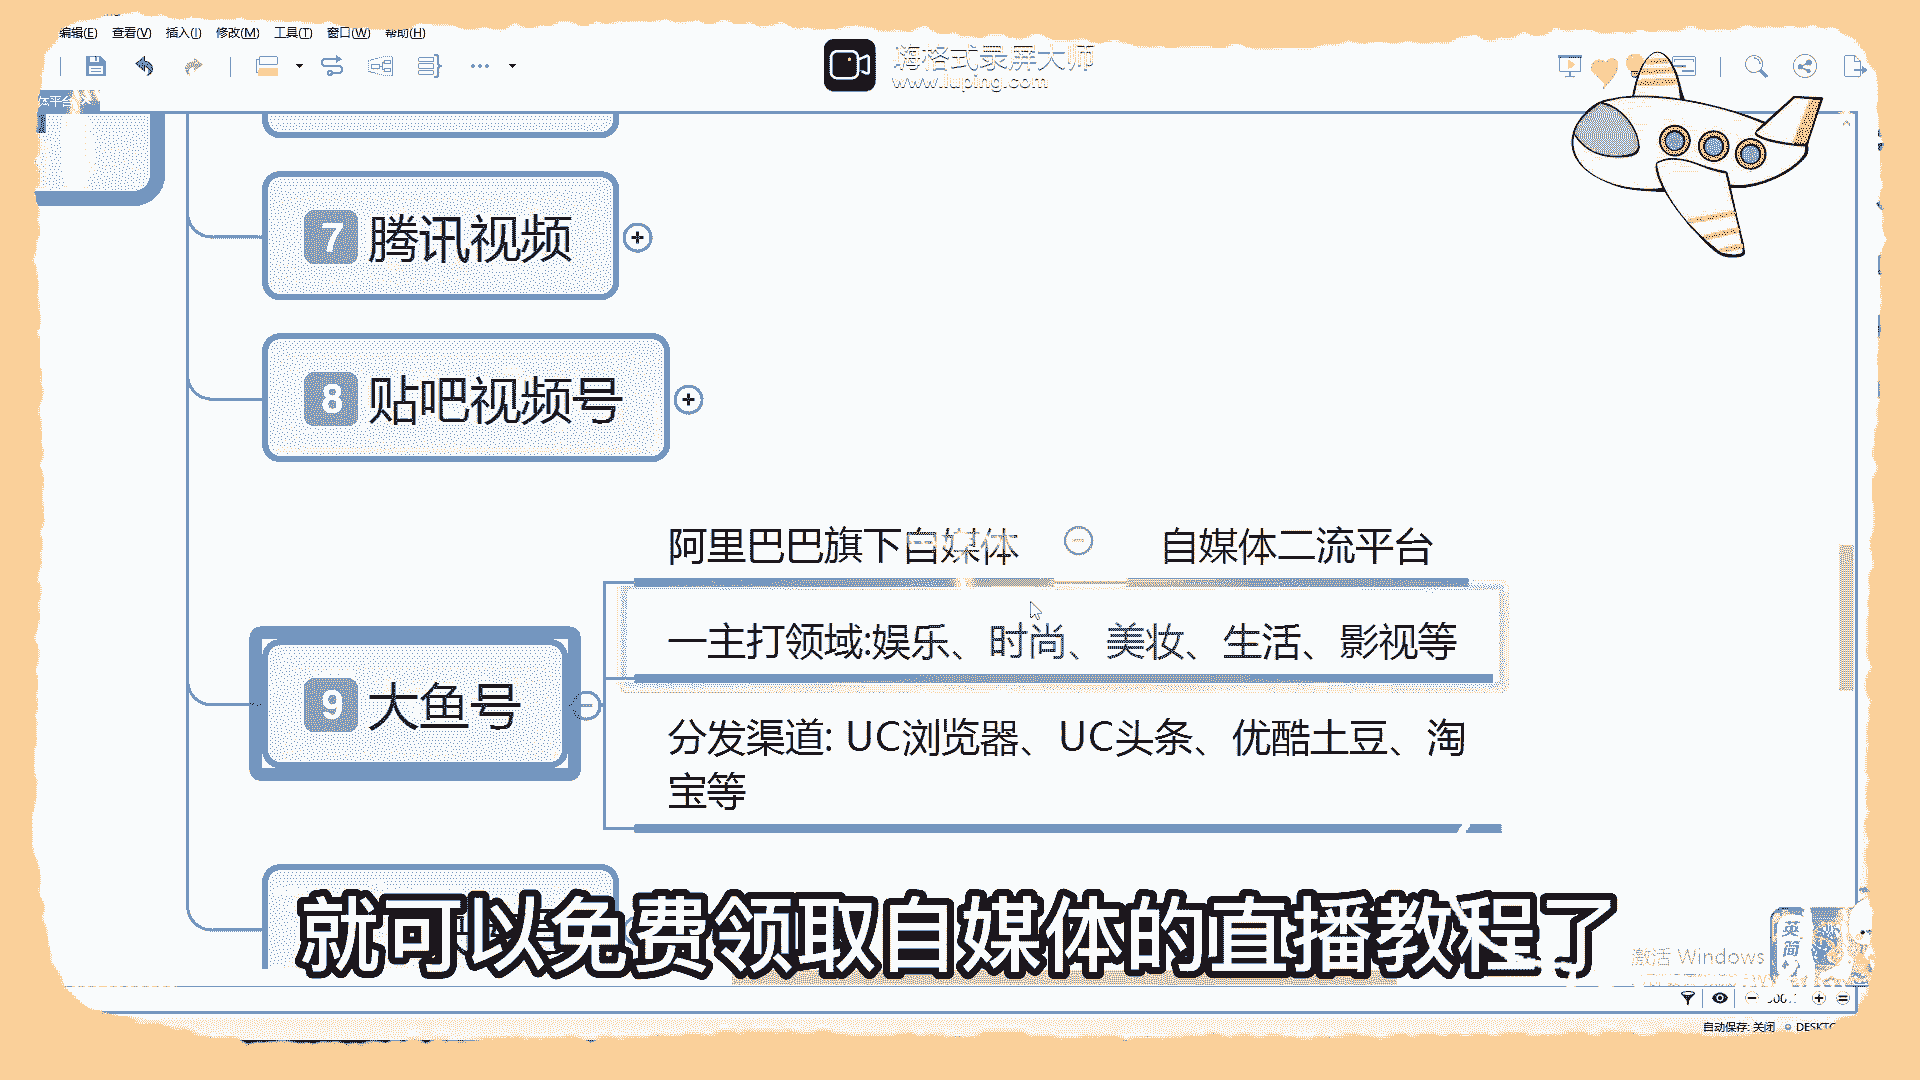 编辑(E) 查看(V) 插入(I) 修改(M) 工具(T) 窗口(W) 帮助(H)
嗨格式录屏大师
www.luping.com
体平台
7 腾讯视频
8 贴吧视频号
阿里巴巴旗下自媒体 自媒体二流平台
一主打领域:娱乐、时尚、美妆、生活、影视等
9 大鱼号
分发渠道: UC浏览器、UC头条、优酷土豆、淘
宝等
就可以免费领取自媒体的直播教程了
英
简
激活 Windows
自动保存: 关闭 DESKTO